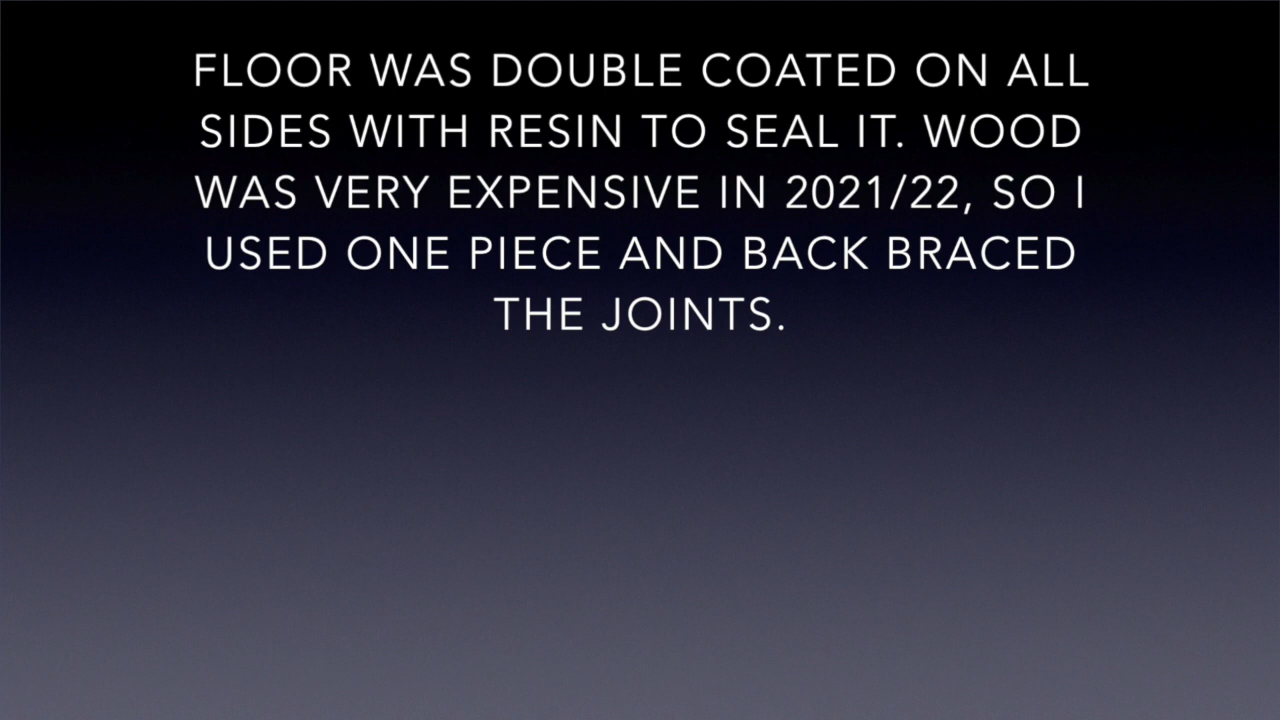 FLOOR WAS DOUBLE COATED ON ALL
SIDES WITH RESIN TO SEAL IT. WOOD
WAS VERY EXPENSIVE IN 2021/22, SO I
USED ONE PIECE AND BACK BRACED
THE JOINTS.